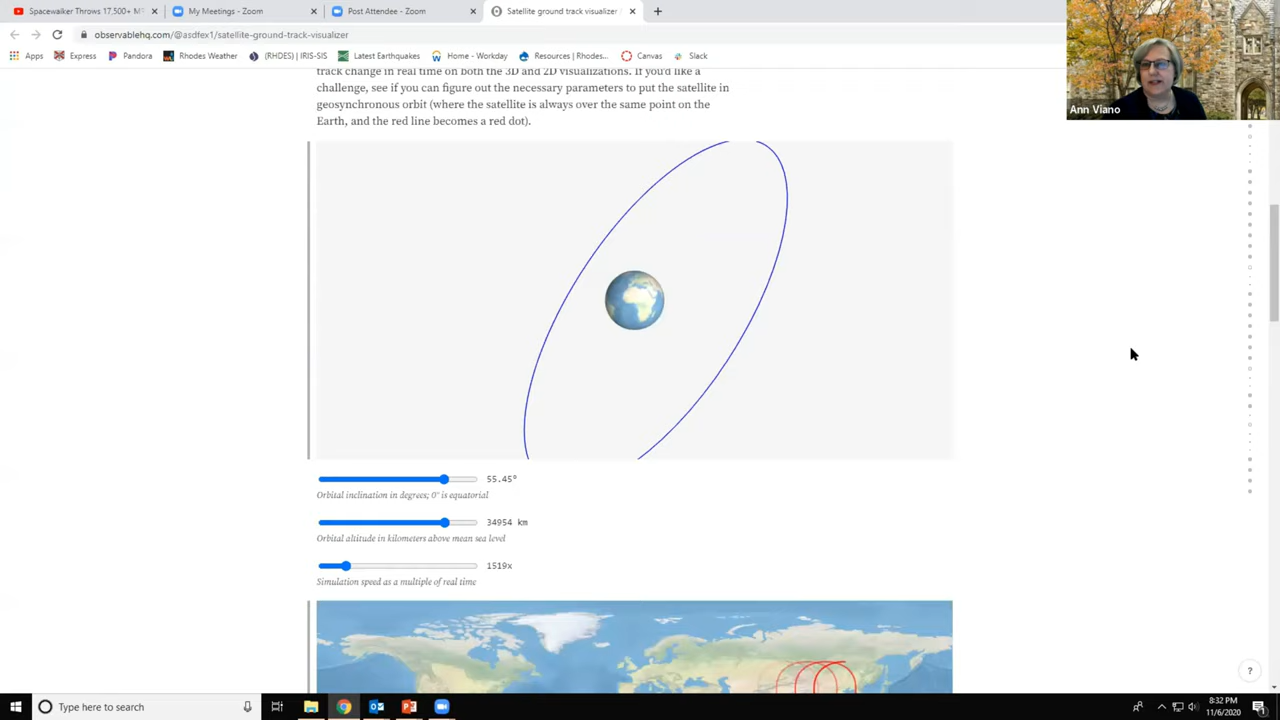 Spacewalker Throws 17,500+ M
My Meetings - Zoom
Post Attendee - Zoom
Satellite ground track visualizer
observablehq.com/@asdfex1/satellite-ground-track-visualizer
Apps
Express
Pandora
Rhodes Weather
(RHDES) | IRIS-SIS
Latest Earthquakes
Home - Workday
Resources | Rhodes...
Canvas
Slack
Ann Viano
track change in real time on both the 3D and 2D visualizations. If you'd like a
challenge, see if you can figure out the necessary parameters to put the satellite in
geosynchronous orbit (where the satellite is always over the same point on the
Earth, and the red line becomes a red dot).
55.45°
Orbital inclination in degrees; 0° is equatorial
34954 km
Orbital altitude in kilometers above mean sea level
1519x
Simulation speed as a multiple of real time
?
Type here to search
8:32 PM
11/6/2020